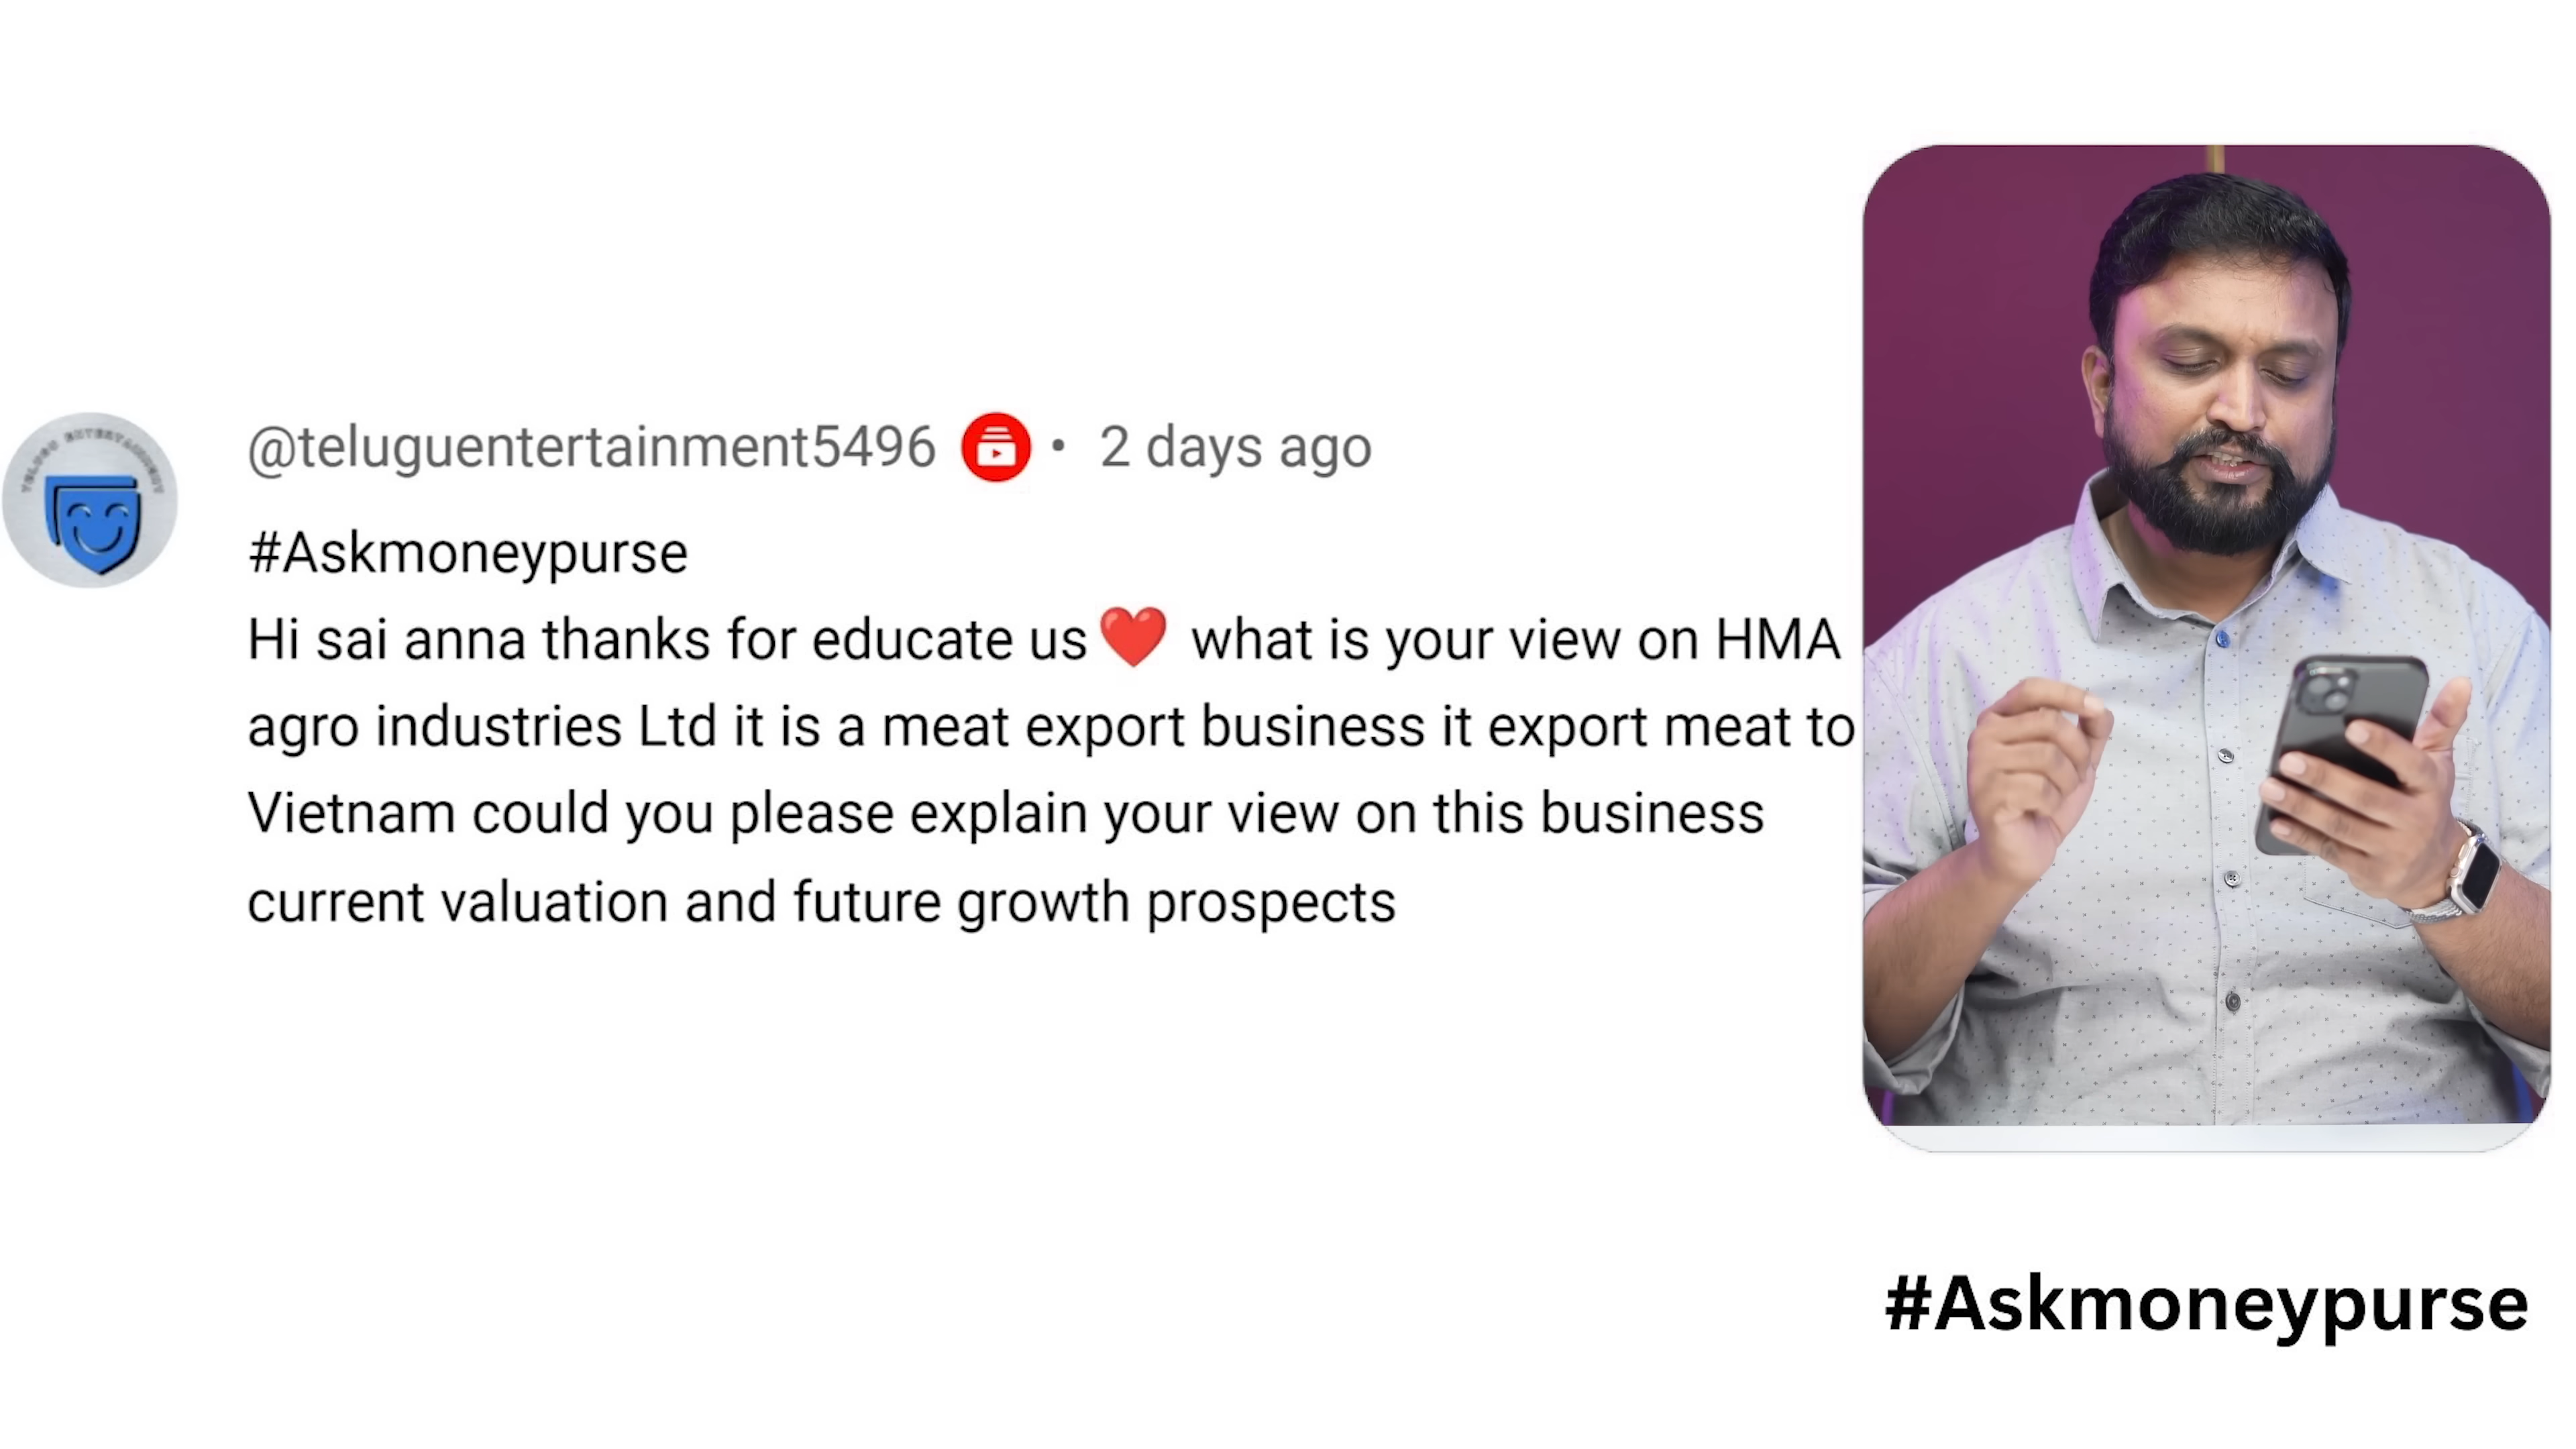 TELUGU ENTERTAINMENT
@teluguentertainment5496 • 2 days ago
#Askmoneypurse
Hi sai anna thanks for educate us❤️ what is your view on HMA
agro industries Ltd it is a meat export business it export meat to
Vietnam could you please explain your view on this business
current valuation and future growth prospects
#Askmoneypurse